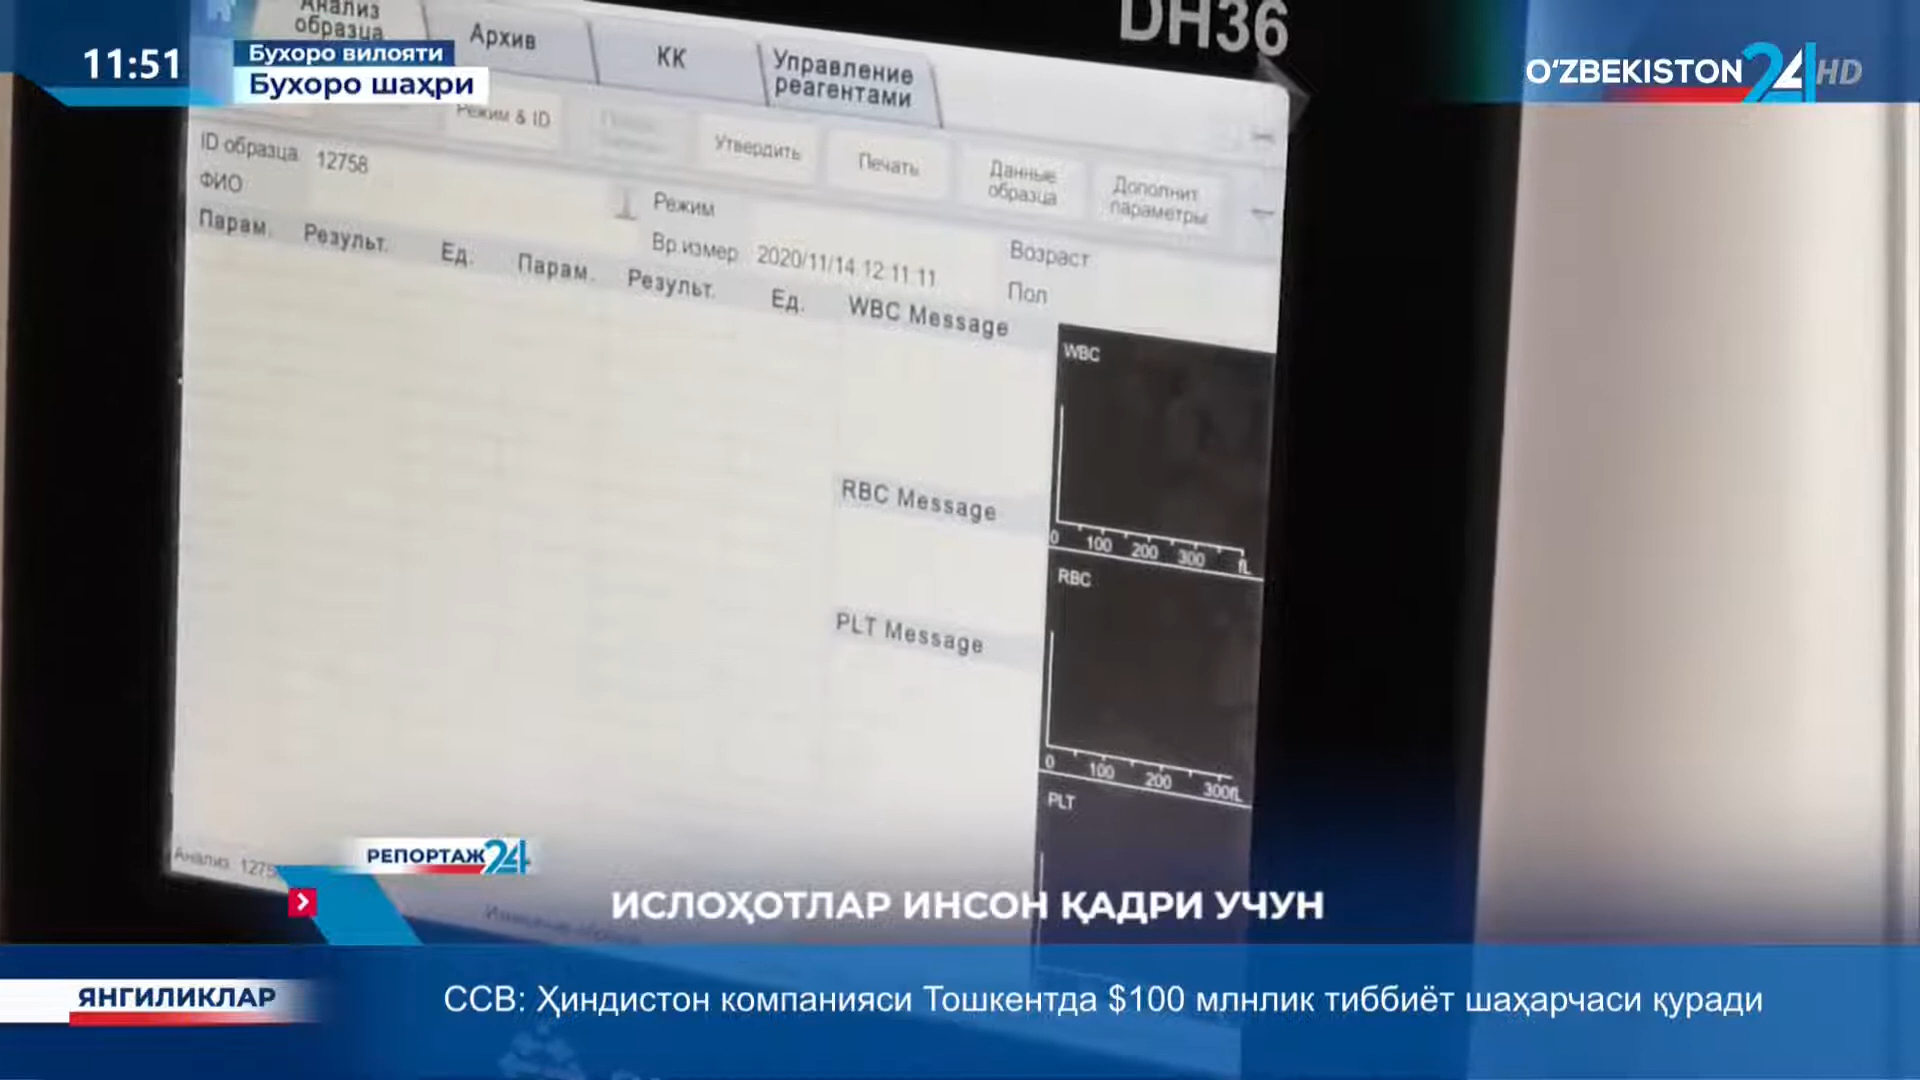 DH36
11:51
Бухоро вилояти
Бухоро шаҳри
O‘ZBEKISTON 24 HD
Анализ
образца
Архив
КК
Управление
реагентами
Режим & ID
Утвердить
Печать
Данные
образца
Дополнит
параметры
ID образца 12758
ФИО
Режим
Вр.измер 2020/11/14 12 11 11
Возраст
Пол
Парам. Результ. Ед. Парам. Результ. Ед. WBC Message
WBC
0 100 200 300 fL
RBC Message
RBC
0 100 200 300fL
PLT Message
PLT
Анализ 1275
РЕПОРТАЖ 24
ИСЛОҲОТЛАР ИНСОН ҚАДРИ УЧУН
ЯНГИЛИКЛАР
ССВ: Ҳиндистон компанияси Тошкентда $100 млнлик тиббиёт шаҳарчаси қуради